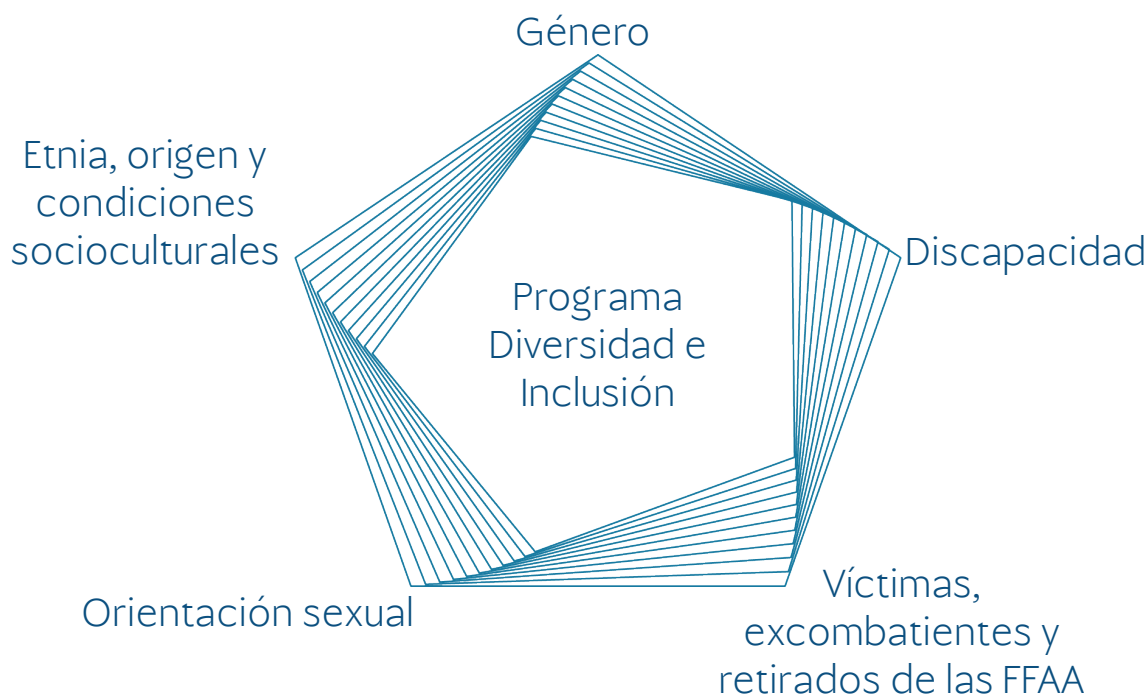 Género
Etnia, origen y
condiciones
socioculturales
Discapacidad
Programa
Diversidad e
Inclusión
Orientación sexual
Víctimas,
excombatientes y
retirados de las FFAA